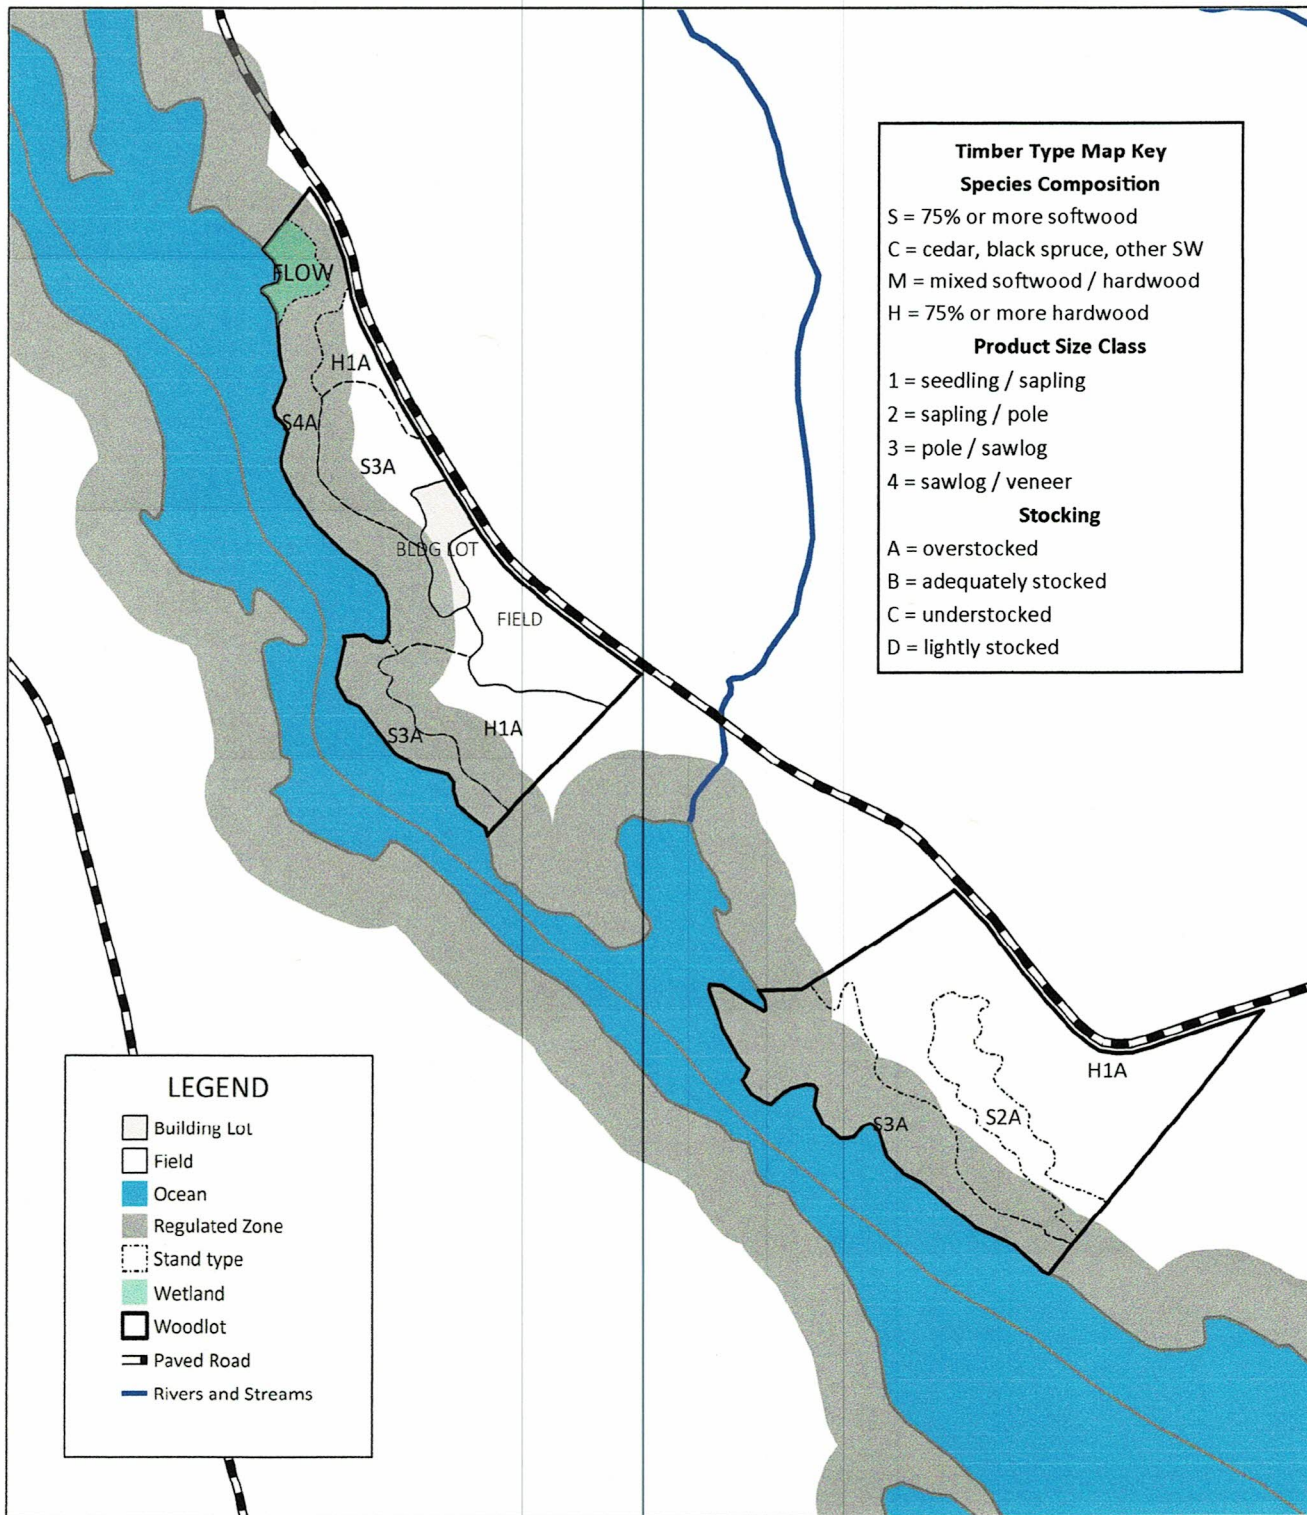 Timber Type Map Key
Species Composition
S = 75% or more softwood
C = cedar, black spruce, other SW
M = mixed softwood / hardwood
H = 75% or more hardwood
Product Size Class
1 = seedling / sapling
2 = sapling / pole
3 = pole / sawlog
4 = sawlog / veneer
Stocking
A = overstocked
B = adequately stocked
C = understocked
D = lightly stocked
FLOW
H1A
S4A
S3A
BLDG LOT
FIELD
S3A
H1A
H1A
S2A
S3A
LEGEND
Building Lot
Field
Ocean
Regulated Zone
Stand type
Wetland
Woodlot
Paved Road
Rivers and Streams